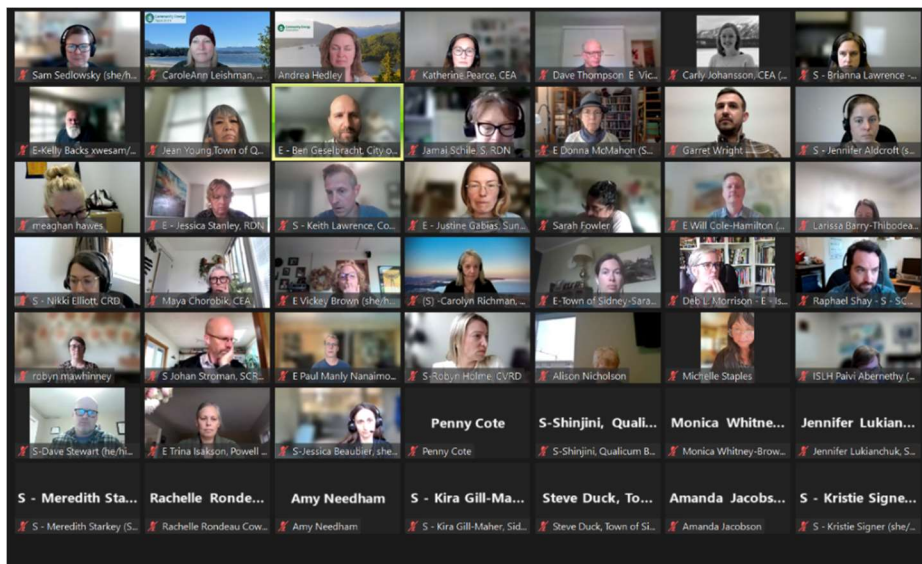 Sam Sedlowsky (she/h...
CaroleAnn Leishman, ...
Andrea Hedley
Katherine Pearce, CEA
Dave Thompson E Vic...
Carly Johansson,CEA (...
S - Brianna Lawrence -...
E-Kelly Backs xwesam/...
Jean Young,Town of Q...
E - Ben Geselbracht, City o...
Jamai Schile, S, RDN
E Donna McMahon (S...
Garret Wright
S - Jennifer Aldcroft (s...
meaghan hawes
E - Jessica Stanley, RDN
S - Keith Lawrence, Co...
E - Justine Gabias, Sun...
Sarah Fowler
E Will Cole-Hamilton (...
Larissa Barry-Thibodea...
S - Nikki Elliott, CRD
Maya Chorobik, CEA
E Vickey Brown (she/h...
(S) -Carolyn Richman, ...
E-Town of Sidney-Sara...
Deb L. Morrison - E - Is...
Raphael Shay - S - SC...
robyn mawhinney
S Johan Stroman, SCR...
E Paul Manly Nanaimo...
S-Robyn Holme, CVRD
Alison Nicholson
Michelle Staples
ISLH Paivi Abernethy (...
S-Dave Stewart (he/hi...
E Trina Isakson, Powell ...
S-Jessica Beaubier, she...
Penny Cote
Penny Cote
S-Shinjini, Quali...
S-Shinjini, Qualicum B...
Monica Whitne...
Monica Whitney-Brow...
Jennifer Lukian...
Jennifer Lukianchuk, S...
S - Meredith Sta...
S - Meredith Starkey (S...
Rachelle Ronde...
Rachelle Rondeau Cow...
Amy Needham
Amy Needham
S - Kira Gill-Ma...
S - Kira Gill-Maher, Sid...
Steve Duck, To...
Steve Duck, Town of Si...
Amanda Jacobs...
Amanda Jacobson
S - Kristie Signe...
S - Kristie Signer (she/...